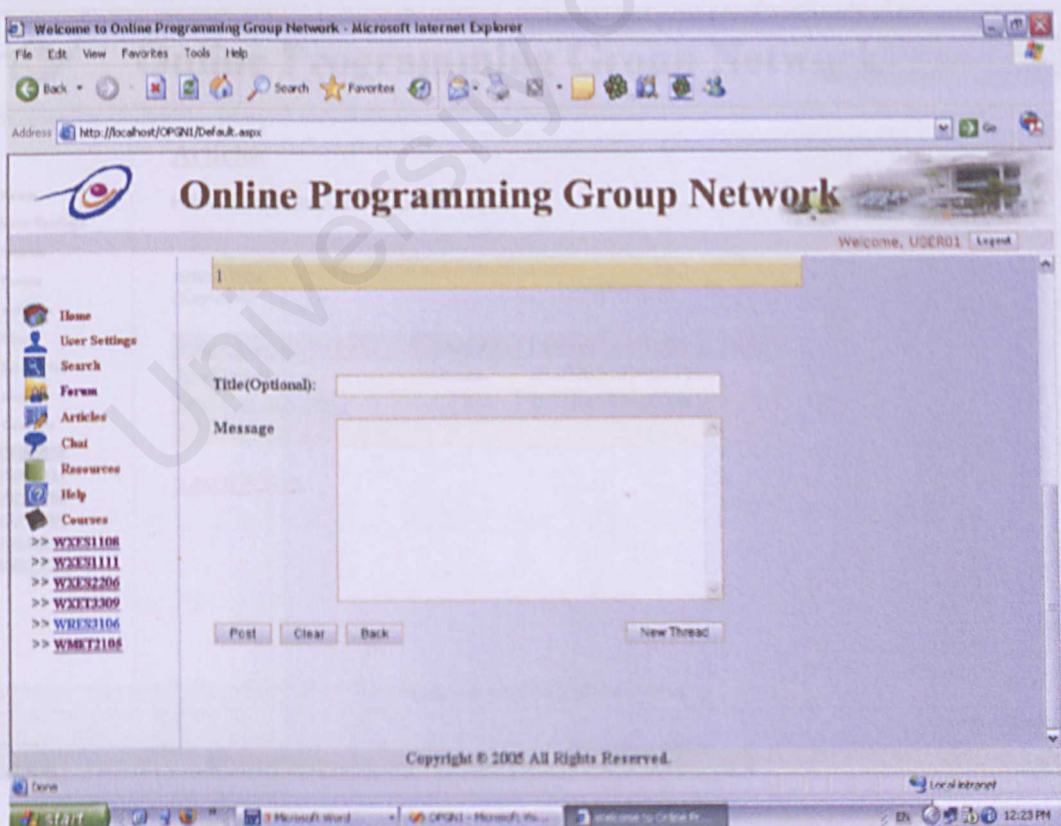 Welcome to Online Programming Group Network - Microsoft Internet Explorer
File Edit View Favorites Tools Help
Back Search Favorites
Address http://localhost/OPGN1/Default.aspx Go
Online Programming Group Network
Welcome, USER01 Logout
1
Home
User Settings
Search
Forum
Articles
Chat
Resources
Help
Courses
>> WXES1108
>> WXES1111
>> WXES2206
>> WXET3309
>> WRES3106
>> WMET2105
Title(Optional):
Message
Post Clear Back New Thread
Copyright © 2005 All Rights Reserved.
Done Local intranet
start 3 Microsoft Word OPGN1 - Microsoft Vis... Welcome to Online Pr... EN 12:23 PM
University